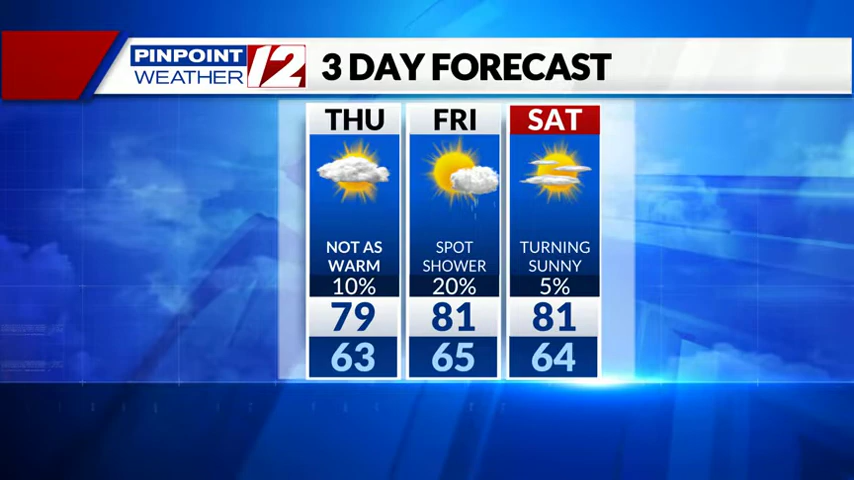 PINPOINT
WEATHER 12
3 DAY FORECAST
THU
NOT AS
WARM
10%
79
63
FRI
SPOT
SHOWER
20%
81
65
SAT
TURNING
SUNNY
5%
81
64